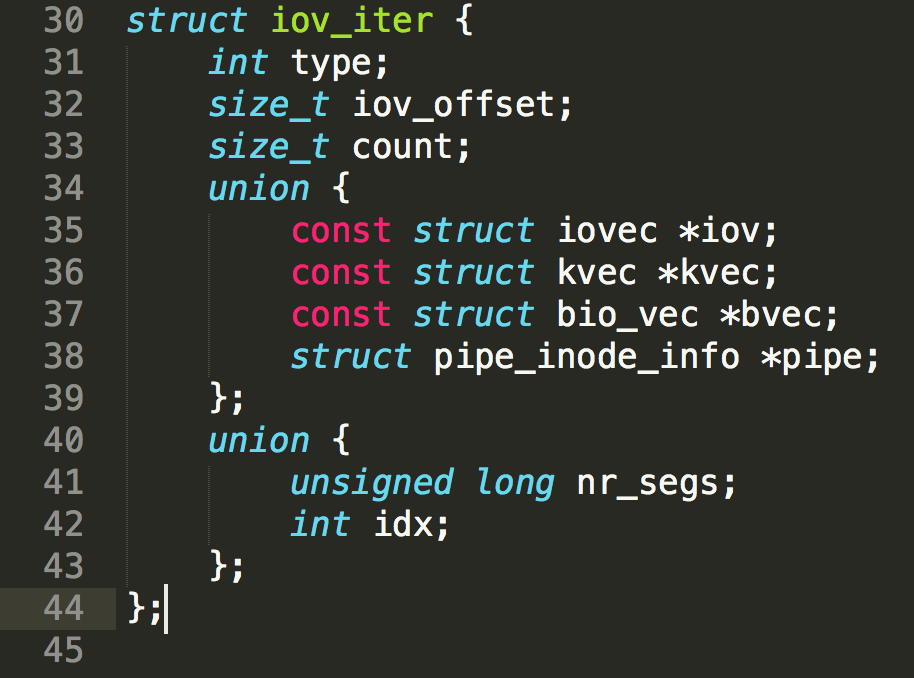 30 struct iov_iter {
31     int type;
32     size_t iov_offset;
33     size_t count;
34     union {
35         const struct iovec *iov;
36         const struct kvec *kvec;
37         const struct bio_vec *bvec;
38         struct pipe_inode_info *pipe;
39     };
40     union {
41         unsigned long nr_segs;
42         int idx;
43     };
44 };
45